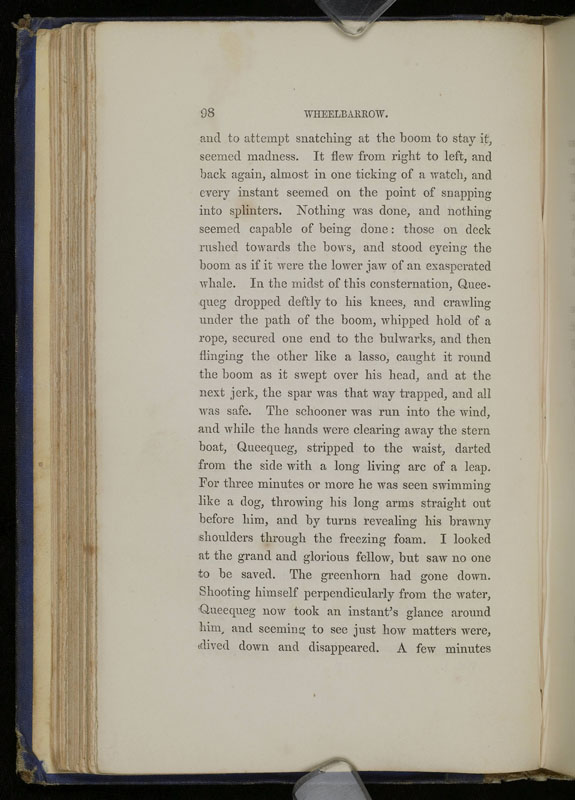 98 WHEELBARROW.
and to attempt snatching at the boom to stay it,
seemed madness. It flew from right to left, and
back again, almost in one ticking of a watch, and
every instant seemed on the point of snapping
into splinters. Nothing was done, and nothing
seemed capable of being done: those on deck
rushed towards the bows, and stood eyeing the
boom as if it were the lower jaw of an exasperated
whale. In the midst of this consternation, Quee-
queg dropped deftly to his knees, and crawling
under the path of the boom, whipped hold of a
rope, secured one end to the bulwarks, and then
flinging the other like a lasso, caught it round
the boom as it swept over his head, and at the
next jerk, the spar was that way trapped, and all
was safe. The schooner was run into the wind,
and while the hands were clearing away the stern
boat, Queequeg, stripped to the waist, darted
from the side with a long living arc of a leap.
For three minutes or more he was seen swimming
like a dog, throwing his long arms straight out
before him, and by turns revealing his brawny
shoulders through the freezing foam. I looked
at the grand and glorious fellow, but saw no one
to be saved. The greenhorn had gone down.
Shooting himself perpendicularly from the water,
Queequeg now took an instant's glance around
him, and seeming to see just how matters were,
dived down and disappeared. A few minutes